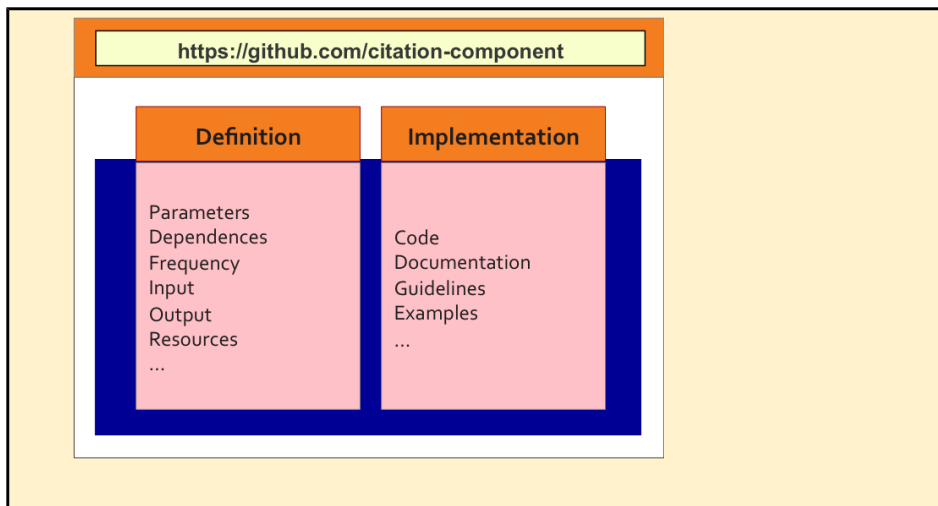 https://github.com/citation-component
Definition
Parameters
Dependences
Frequency
Input
Output
Resources
...
Implementation
Code
Documentation
Guidelines
Examples
...